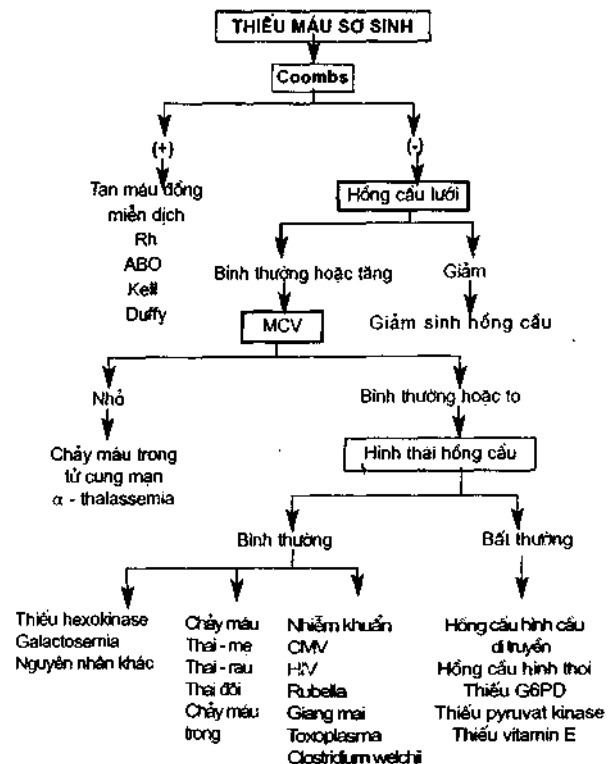 THIẾU MÁU SƠ SINH
Coombs
(+)
(-)
Tan máu đồng
miễn dịch
Rh
ABO
Kell
Duffy
Hồng cầu lưới
Bình thường hoặc tăng
Giảm
MCV
Giảm sinh hồng cầu
Nhỏ
Bình thường hoặc to
Chảy máu trong
tử cung mạn
α - thalassemia
Hình thái hồng cầu
Bình thường
Bất thường
Thiếu hexokinase
Galactosemia
Nguyên nhân khác
Chảy máu
Thai - mẹ
Thai - rau
Thai đôi
Chảy máu
trong
Nhiễm khuẩn
CMV
HIV
Rubella
Giang mai
Toxoplasma
Clostridium welchii
Hồng cầu hình cầu
di truyền
Hồng cầu hình thoi
Thiếu G6PD
Thiếu pyruvat kinase
Thiếu vitamin E